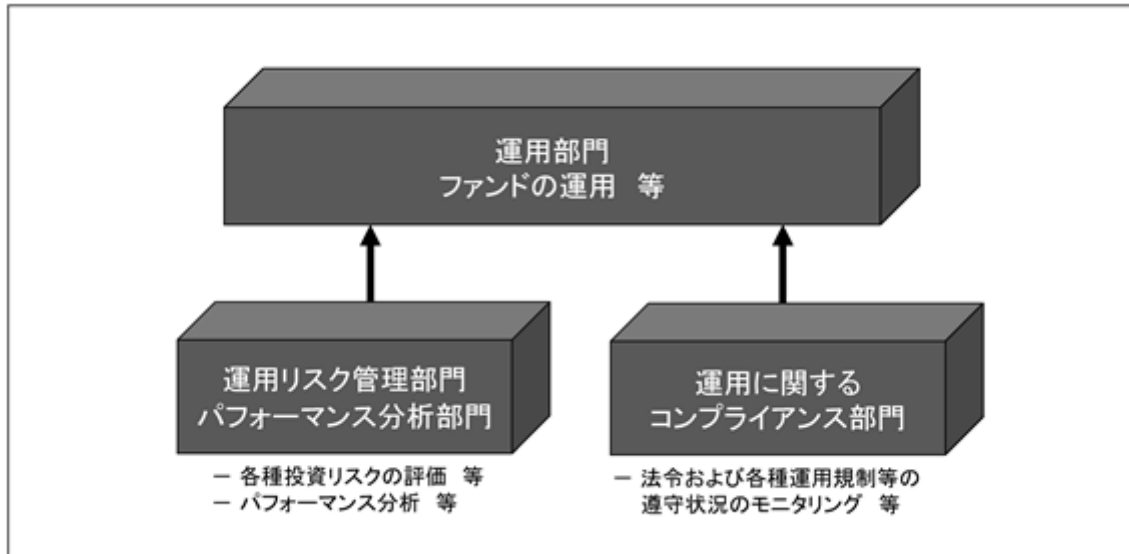 運用部門
ファンドの運用 等
運用リスク管理部門
パフォーマンス分析部門
運用に関する
コンプライアンス部門
― 各種投資リスクの評価 等
― パフォーマンス分析 等
― 法令および各種運用規制等の
遵守状況のモニタリング 等